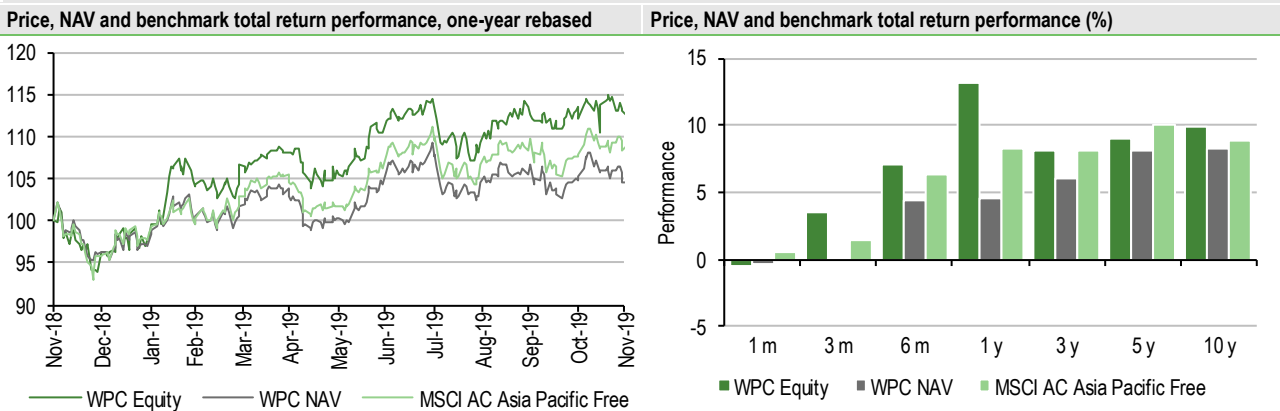 Price, NAV and benchmark total return performance, one-year rebased
120
115
110
105
100
95
90
Nov-18
Dec-18
Jan-19
Feb-19
Mar-19
Apr-19
May-19
Jun-19
Jul-19
Aug-19
Sep-19
Oct-19
Nov-19
WPC Equity WPC NAV MSCI AC Asia Pacific Free
Price, NAV and benchmark total return performance (%)
Performance
15
10
5
0
-5
1 m 3 m 6 m 1 y 3 y 5 y 10 y
WPC Equity WPC NAV MSCI AC Asia Pacific Free